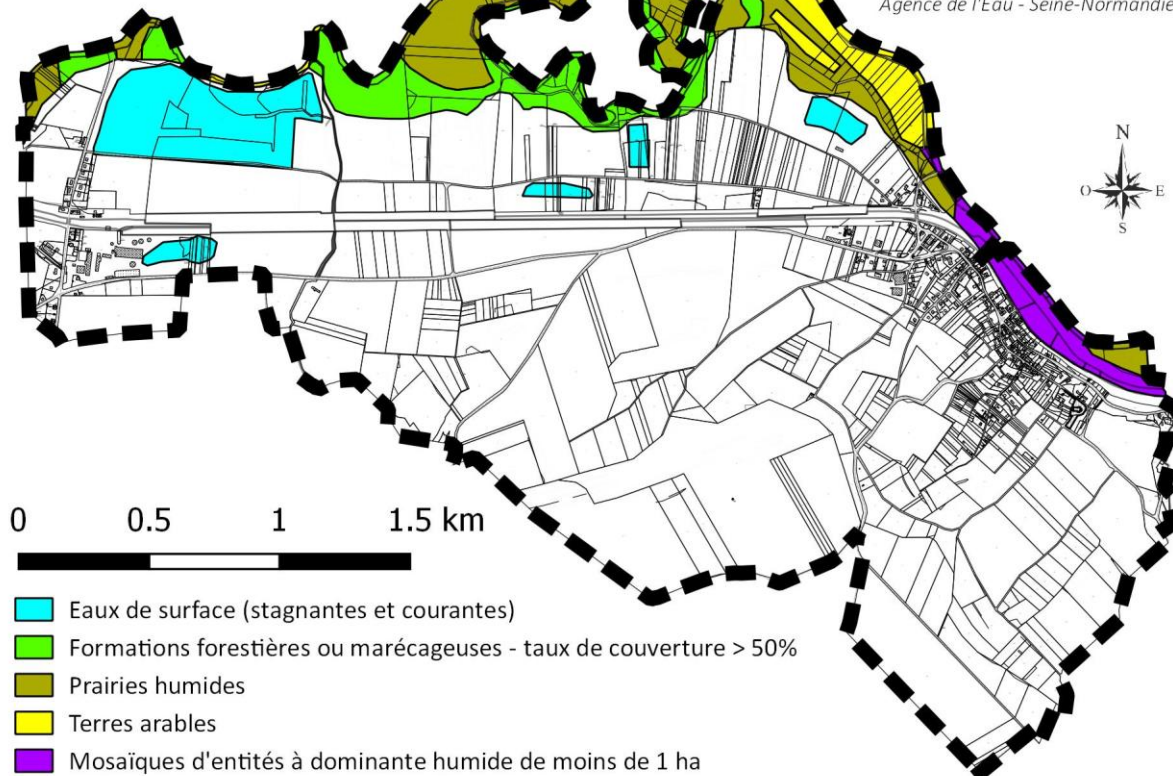 Agence de l'Eau - Seine-Normandie
N
O E
S
0 0.5 1 1.5 km
Eaux de surface (stagnantes et courantes)
Formations forestières ou marécageuses - taux de couverture > 50%
Prairies humides
Terres arables
Mosaïques d'entités à dominante humide de moins de 1 ha